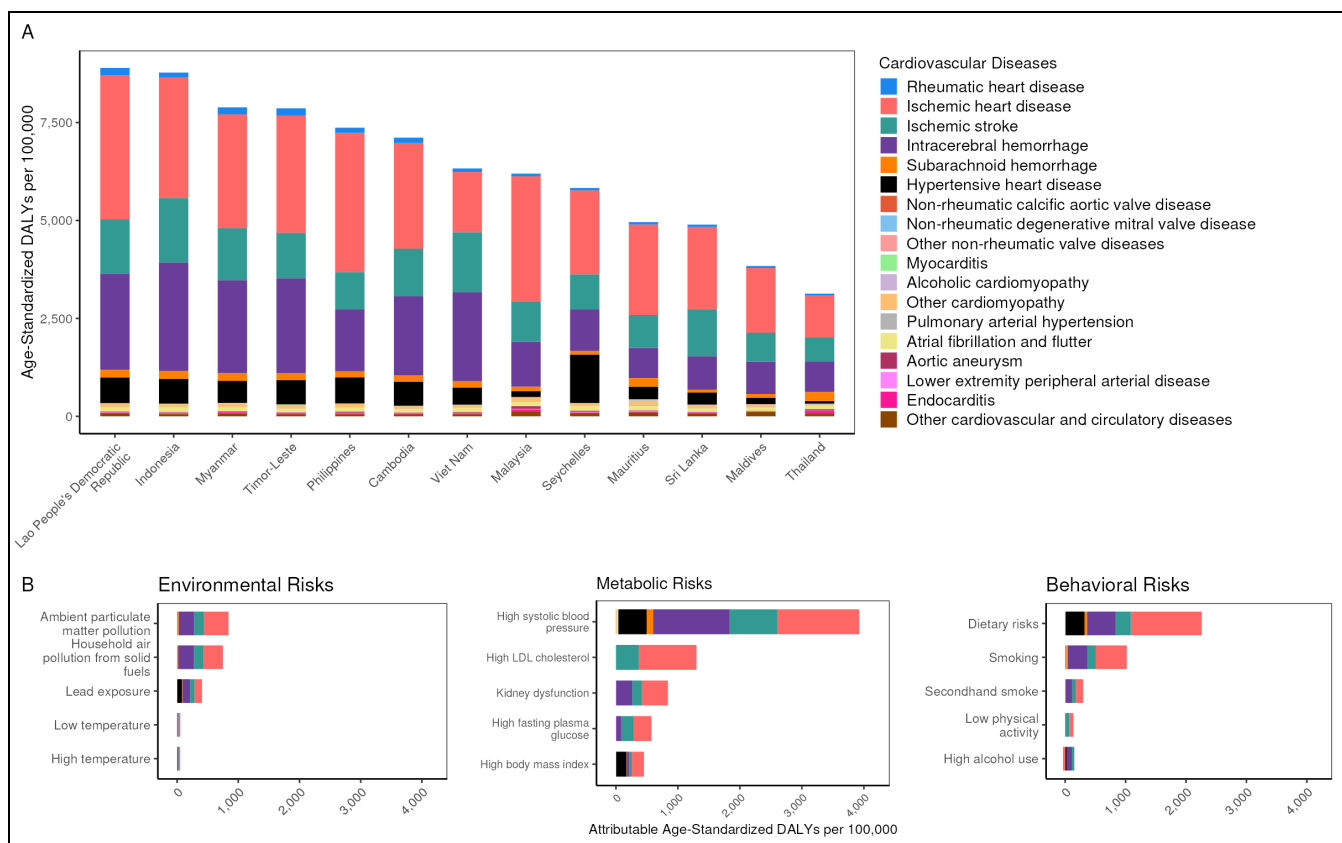 A
Age-Standardized DALYs per 100,000
7,500
5,000
2,500
0
Lao People's Democratic
Republic
Indonesia
Myanmar
Timor-Leste
Philippines
Cambodia
Viet Nam
Malaysia
Seychelles
Mauritius
Sri Lanka
Maldives
Thailand
Cardiovascular Diseases
Rheumatic heart disease
Ischemic heart disease
Ischemic stroke
Intracerebral hemorrhage
Subarachnoid hemorrhage
Hypertensive heart disease
Non-rheumatic calcific aortic valve disease
Non-rheumatic degenerative mitral valve disease
Other non-rheumatic valve diseases
Myocarditis
Alcoholic cardiomyopathy
Other cardiomyopathy
Pulmonary arterial hypertension
Atrial fibrillation and flutter
Aortic aneurysm
Lower extremity peripheral arterial disease
Endocarditis
Other cardiovascular and circulatory diseases
B
Environmental Risks
Ambient particulate
matter pollution
Household air
pollution from solid
fuels
Lead exposure
Low temperature
High temperature
0
1,000
2,000
3,000
4,000
Metabolic Risks
High systolic blood
pressure
High LDL cholesterol
Kidney dysfunction
High fasting plasma
glucose
High body mass index
0
1,000
2,000
3,000
4,000
Attributable Age-Standardized DALYs per 100,000
Behavioral Risks
Dietary risks
Smoking
Secondhand smoke
Low physical
activity
High alcohol use
0
1,000
2,000
3,000
4,000